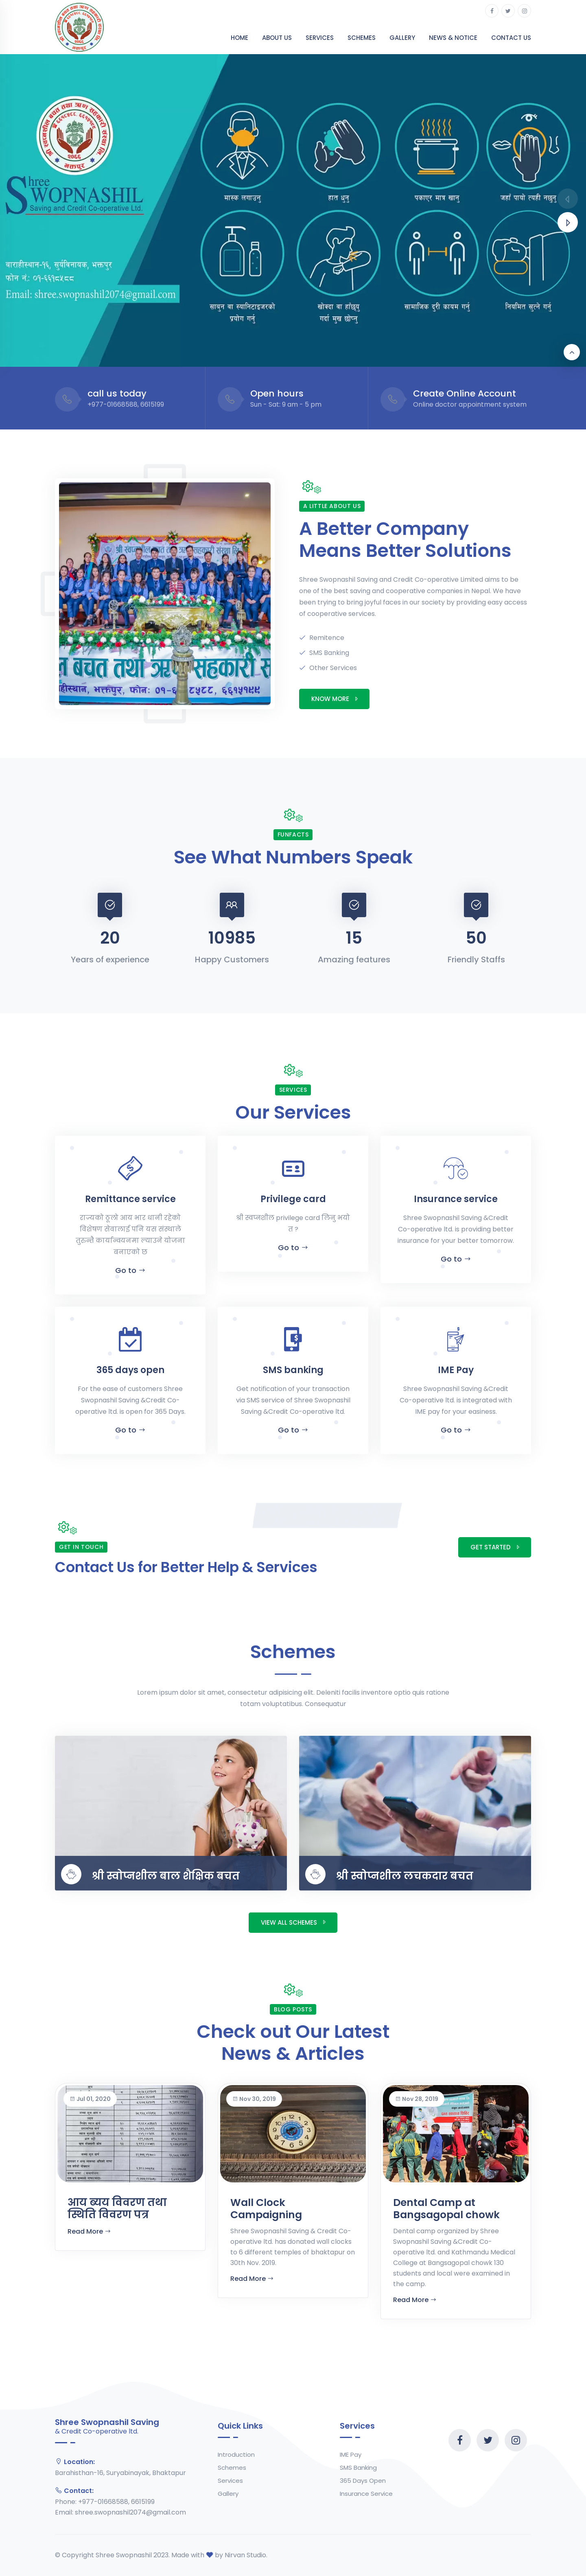 HOME ABOUT US SERVICES SCHEMES GALLERY NEWS & NOTICE CONTACT US
Shree
SWOPNASHIL
Saving and Credit Co-operative Ltd.
वाराहिस्थान-१६, सुर्यविनायक, भक्तपुर
फोन नं.: ०१-६६१८५८८
Email: shree.swopnashil2074@gmail.com
मास्क लगाउनु
हात धुनु
पकाएर मात्र खानु
जहाँ पायो त्यही नछुनु
साबुन वा स्यानिटाइजरको
प्रयोग गर्नु
खोक्दा वा हाँछ्यु
गर्दा मुख छोप्नु
सामाजिक दुरी कायम गर्नु
नियमित सुत्ने गर्नु
call us today
+977-01668588, 6615199
Open hours
Sun - Sat: 9 am - 5 pm
Create Online Account
Online doctor appointment system
A LITTLE ABOUT US
A Better Company
Means Better Solutions
Shree Swopnashil Saving and Credit Co-operative Limited aims to be
one of the best saving and cooperative companies in Nepal. We have
been trying to bring joyful faces in our society by providing easy access
of cooperative services.
Remitence
SMS Banking
Other Services
KNOW MORE
FUNFACTS
See What Numbers Speak
20
Years of experience
10985
Happy Customers
15
Amazing features
50
Friendly Staffs
SERVICES
Our Services
Remittance service
राज्यको ठूलो आय भार धानी रहेको
विप्रेषण सेवालाई पनि यस संस्थाले
तुरुन्तै कार्यान्वयनमा ल्याउने योजना
बनाएको छ
Go to
Privilege card
श्री स्वप्नशील privilege card लिनु भयो
त ?
Go to
Insurance service
Shree Swopnashil Saving &Credit
Co-operative ltd. is providing better
insurance for your better tomorrow.
Go to
365 days open
For the ease of customers Shree
Swopnashil Saving &Credit Co-
operative ltd. is open for 365 Days.
Go to
SMS banking
Get notification of your transaction
via SMS service of Shree Swopnashil
Saving &Credit Co-operative ltd.
Go to
IME Pay
Shree Swopnashil Saving &Credit
Co-operative ltd. is integrated with
IME pay for your easiness.
Go to
GET IN TOUCH
Contact Us for Better Help & Services
GET STARTED
Schemes
Lorem ipsum dolor sit amet, consectetur adipisicing elit. Deleniti facilis inventore optio quis ratione
totam voluptatibus. Consequatur
श्री स्वोप्नशील बाल शैक्षिक बचत
श्री स्वोप्नशील लचकदार बचत
VIEW ALL SCHEMES
BLOG POSTS
Check out Our Latest
News & Articles
Jul 01, 2020
आय व्यय विवरण तथा
स्थिति विवरण पत्र
Read More
Nov 30, 2019
Wall Clock
Campaigning
Shree Swopnashil Saving & Credit Co-
operative ltd. has donated wall clocks
to 6 different temples of bhaktapur on
30th Nov. 2019.
Read More
Nov 28, 2019
Dental Camp at
Bangsagopal chowk
Dental camp organized by Shree
Swopnashil Saving &Credit Co-
operative ltd. and Kathmandu Medical
College at Bangsagopal chowk 130
students and local were examined in
the camp.
Read More
Shree Swopnashil Saving
& Credit Co-operative ltd.
Location:
Barahisthan-16, Suryabinayak, Bhaktapur
Contact:
Phone: +977-01668588, 6615199
Email: shree.swopnashil2074@gmail.com
Quick Links
Introduction
Schemes
Services
Gallery
Services
IME Pay
SMS Banking
365 Days Open
Insurance Service
© Copyright Shree Swopnashil 2023. Made with by Nirvan Studio.